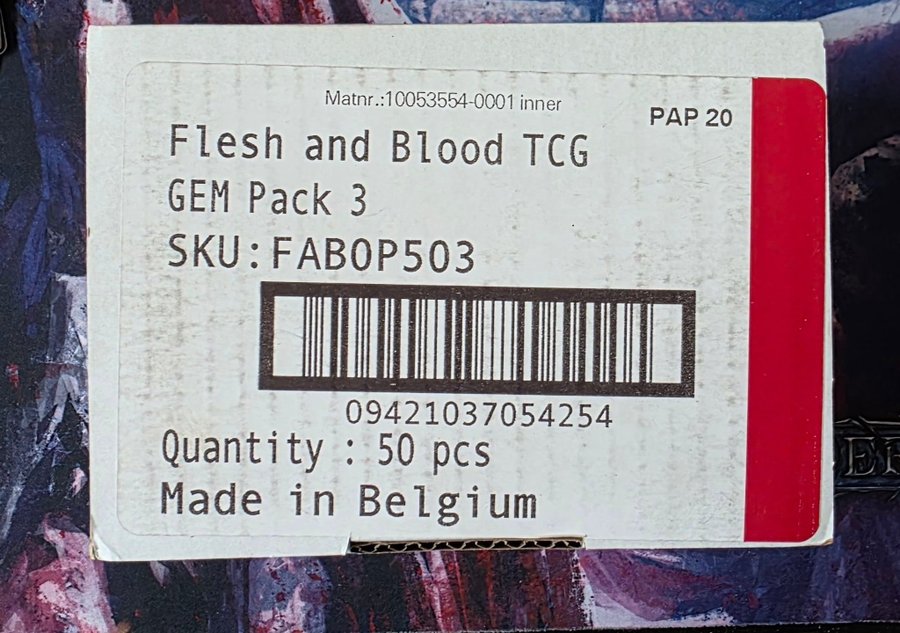 Matnr.:10053554-0001 inner
PAP 20
Flesh and Blood TCG
GEM Pack 3
SKU:FABOP503
09421037054254
Quantity : 50 pcs
Made in Belgium